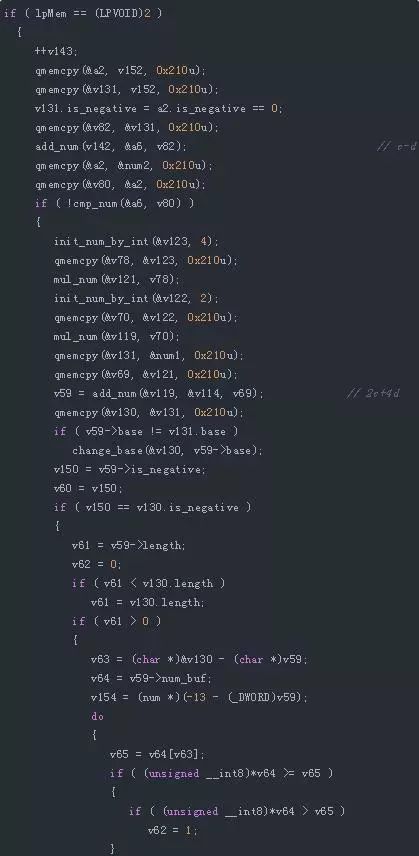 if ( lpMem == (LPVOID)2 )
{
++v143;
qmemcpy(&a2, v152, 0x210u);
qmemcpy(&v131, v152, 0x210u);
v131.is_negative = a2.is_negative == 0;
qmemcpy(&v82, &v131, 0x210u);
add_num(v142, &a6, v82); // c-d
qmemcpy(&a2, &num2, 0x210u);
qmemcpy(&v80, &a2, 0x210u);
if ( !cmp_num(&a6, v80) )
{
init_num_by_int(&v123, 4);
qmemcpy(&v78, &v123, 0x210u);
mul_num(&v121, v78);
init_num_by_int(&v122, 2);
qmemcpy(&v70, &v122, 0x210u);
mul_num(&v119, v70);
qmemcpy(&v131, &num1, 0x210u);
qmemcpy(&v69, &v121, 0x210u);
v59 = add_num(&v119, &v114, v69); // 2c+4d
qmemcpy(&v130, &v131, 0x210u);
if ( v59->base != v131.base )
change_base(&v130, v59->base);
v150 = v59->is_negative;
v60 = v150;
if ( v150 == v130.is_negative )
{
v61 = v59->length;
v62 = 0;
if ( v61 < v130.length )
v61 = v130.length;
if ( v61 > 0 )
{
v63 = (char *)&v130 - (char *)v59;
v64 = v59->num_buf;
v154 = (num *)(-13 - (_DWORD)v59);
do
{
v65 = v64[v63];
if ( (unsigned __int8)*v64 >= v65 )
{
if ( (unsigned __int8)*v64 > v65 )
v62 = 1;
}